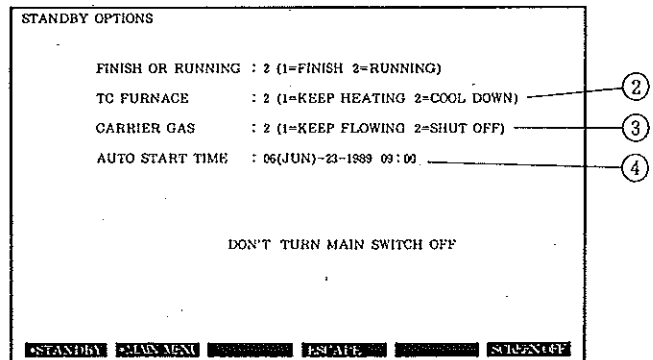 STANDBY OPTIONS
FINISH OR RUNNING : 2 (1=FINISH 2=RUNNING)
TC FURNACE : 2 (1=KEEP HEATING 2=COOL DOWN) ②
CARRIER GAS : 2 (1=KEEP FLOWING 2=SHUT OFF) ③
AUTO START TIME : 06(JUN)-23-1989 09:00 ④
DON'T TURN MAIN SWITCH OFF
•STANDBY •MAIN MENU ESCAPE SCREEN OFF